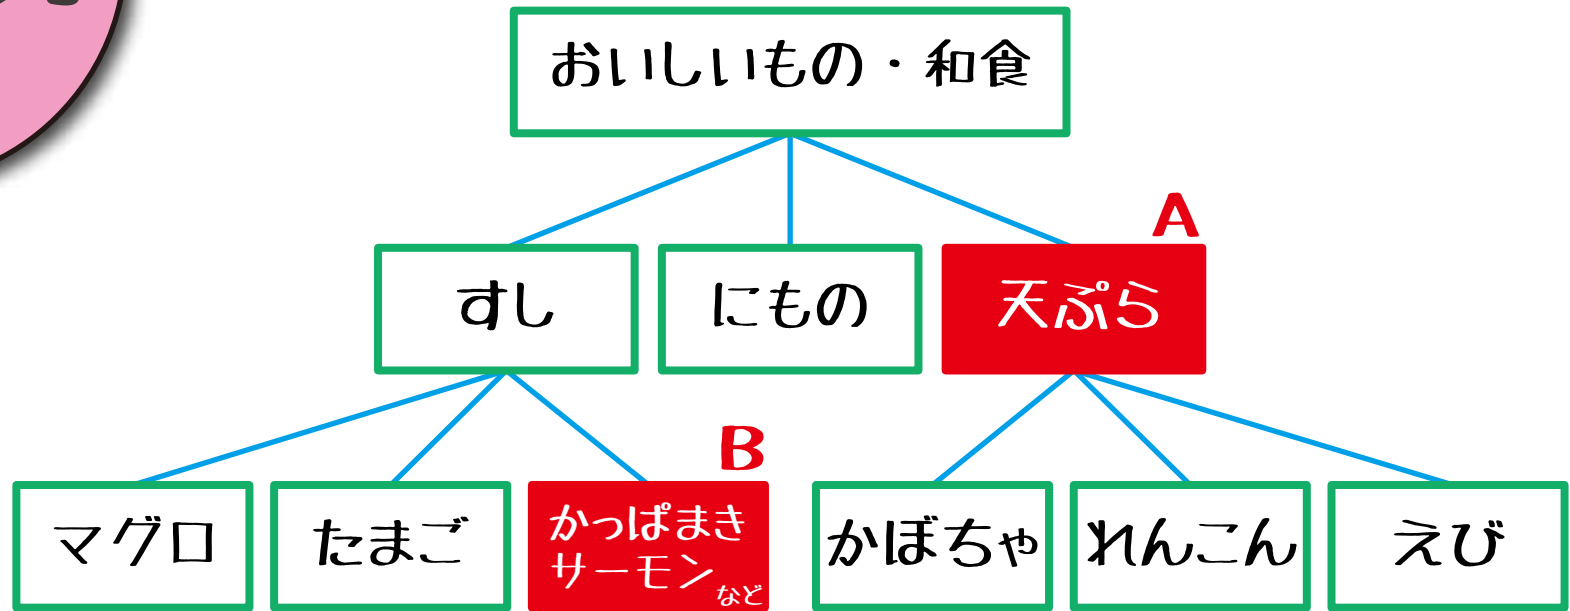 おいしいもの・和食
A
すし
にもの
天ぷら
B
マグロ
たまご
かっぱまき
サーモン
など
かぼちゃ
れんこん
えび